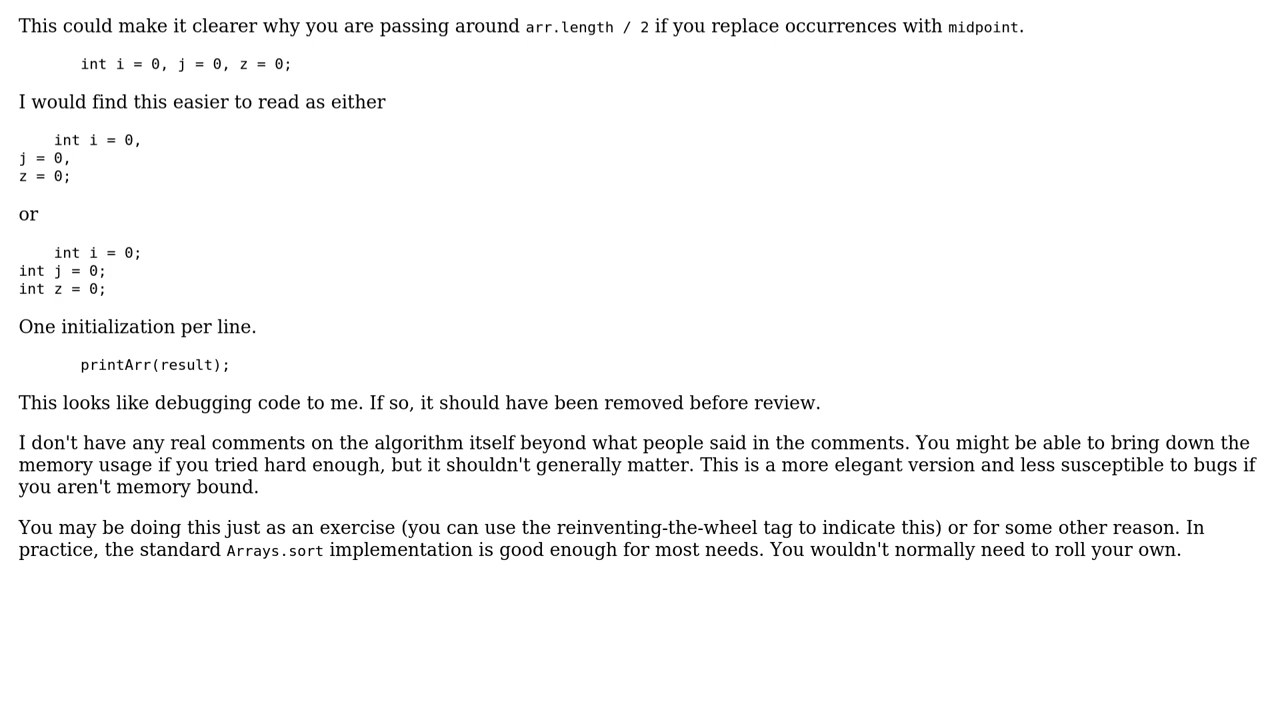 This could make it clearer why you are passing around arr.length / 2 if you replace occurrences with midpoint.
int i = 0, j = 0, z = 0;
I would find this easier to read as either
int i = 0,
j = 0,
z = 0;
or
int i = 0;
int j = 0;
int z = 0;
One initialization per line.
printArr(result);
This looks like debugging code to me. If so, it should have been removed before review.
I don't have any real comments on the algorithm itself beyond what people said in the comments. You might be able to bring down the
memory usage if you tried hard enough, but it shouldn't generally matter. This is a more elegant version and less susceptible to bugs if
you aren't memory bound.
You may be doing this just as an exercise (you can use the reinventing-the-wheel tag to indicate this) or for some other reason. In
practice, the standard Arrays.sort implementation is good enough for most needs. You wouldn't normally need to roll your own.